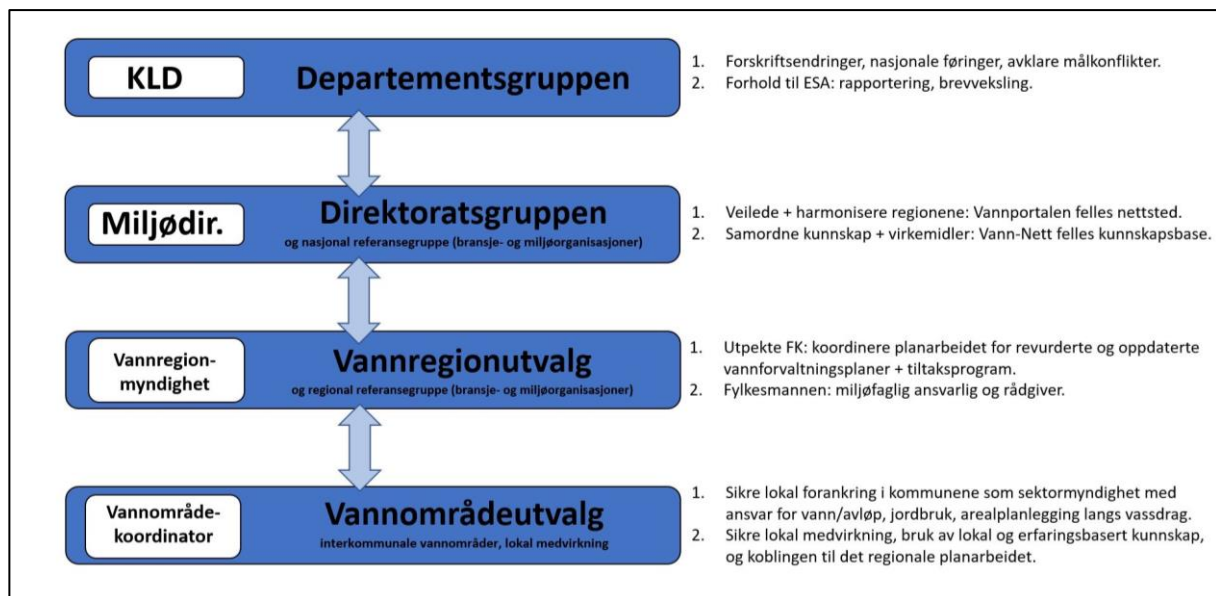 KLD
Departementsgruppen
1. Forskriftsendringer, nasjonale føringer, avklare målkonflikter.
2. Forhold til ESA: rapportering, brevveksling.
Miljødir.
Direktoratsgruppen
og nasjonal referansegruppe (bransje- og miljøorganisasjoner)
1. Veilede + harmonisere regionene: Vannportalen felles nettsted.
2. Samordne kunnskap + virkemidler: Vann-Nett felles kunnskapsbase.
Vannregion-
myndighet
Vannregionutvalg
og regional referansegruppe (bransje- og miljøorganisasjoner)
1. Utpekte FK: koordinere planarbeidet for revurderte og oppdaterte
vannforvaltningsplaner + tiltaksprogram.
2. Fylkesmannen: miljøfaglig ansvarlig og rådgiver.
Vannområde-
koordinator
Vannområdeutvalg
interkommunale vannområder, lokal medvirkning
1. Sikre lokal forankring i kommunene som sektormyndighet med
ansvar for vann/avløp, jordbruk, arealplanlegging langs vassdrag.
2. Sikre lokal medvirkning, bruk av lokal og erfaringsbasert kunnskap,
og koblingen til det regionale planarbeidet.